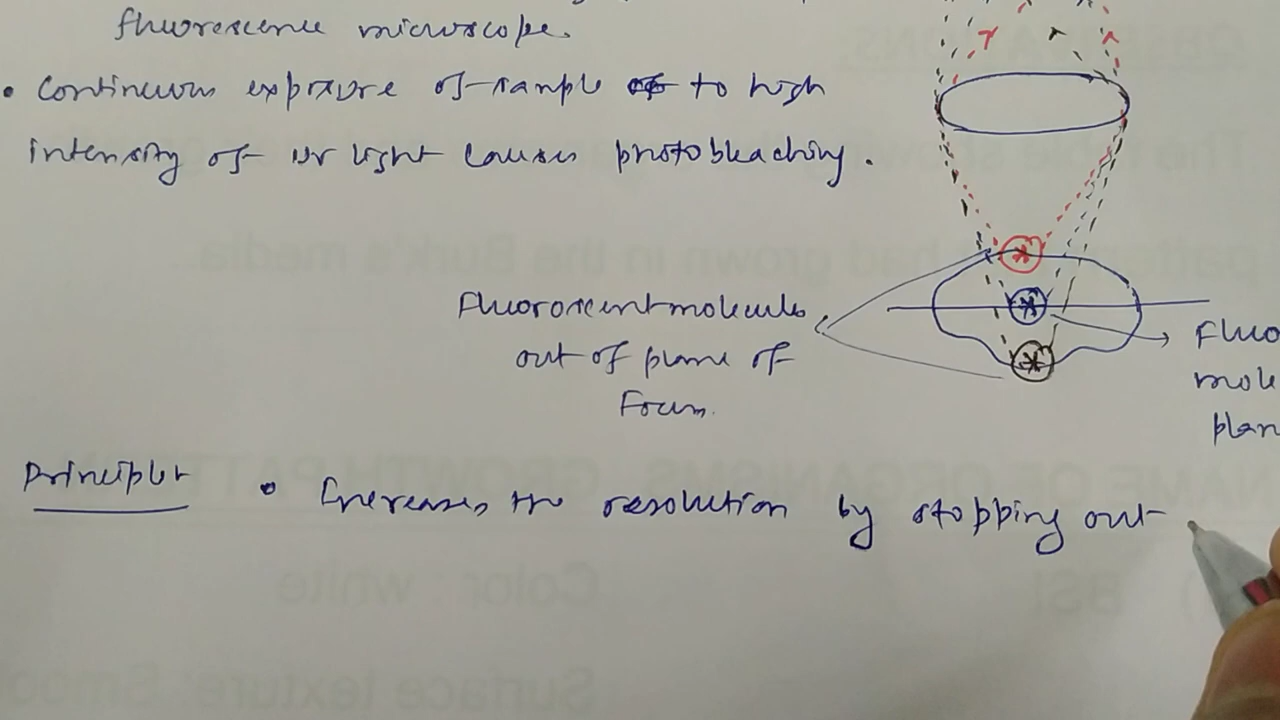 fluorescence microscope.
• Continuous exposure of sample to high
intensity of UV light causes photobleaching.
Fluorescent molecules
out of plane of
Focus.
Fluo
mole
plan
Principle • Increases the resolution by stopping out